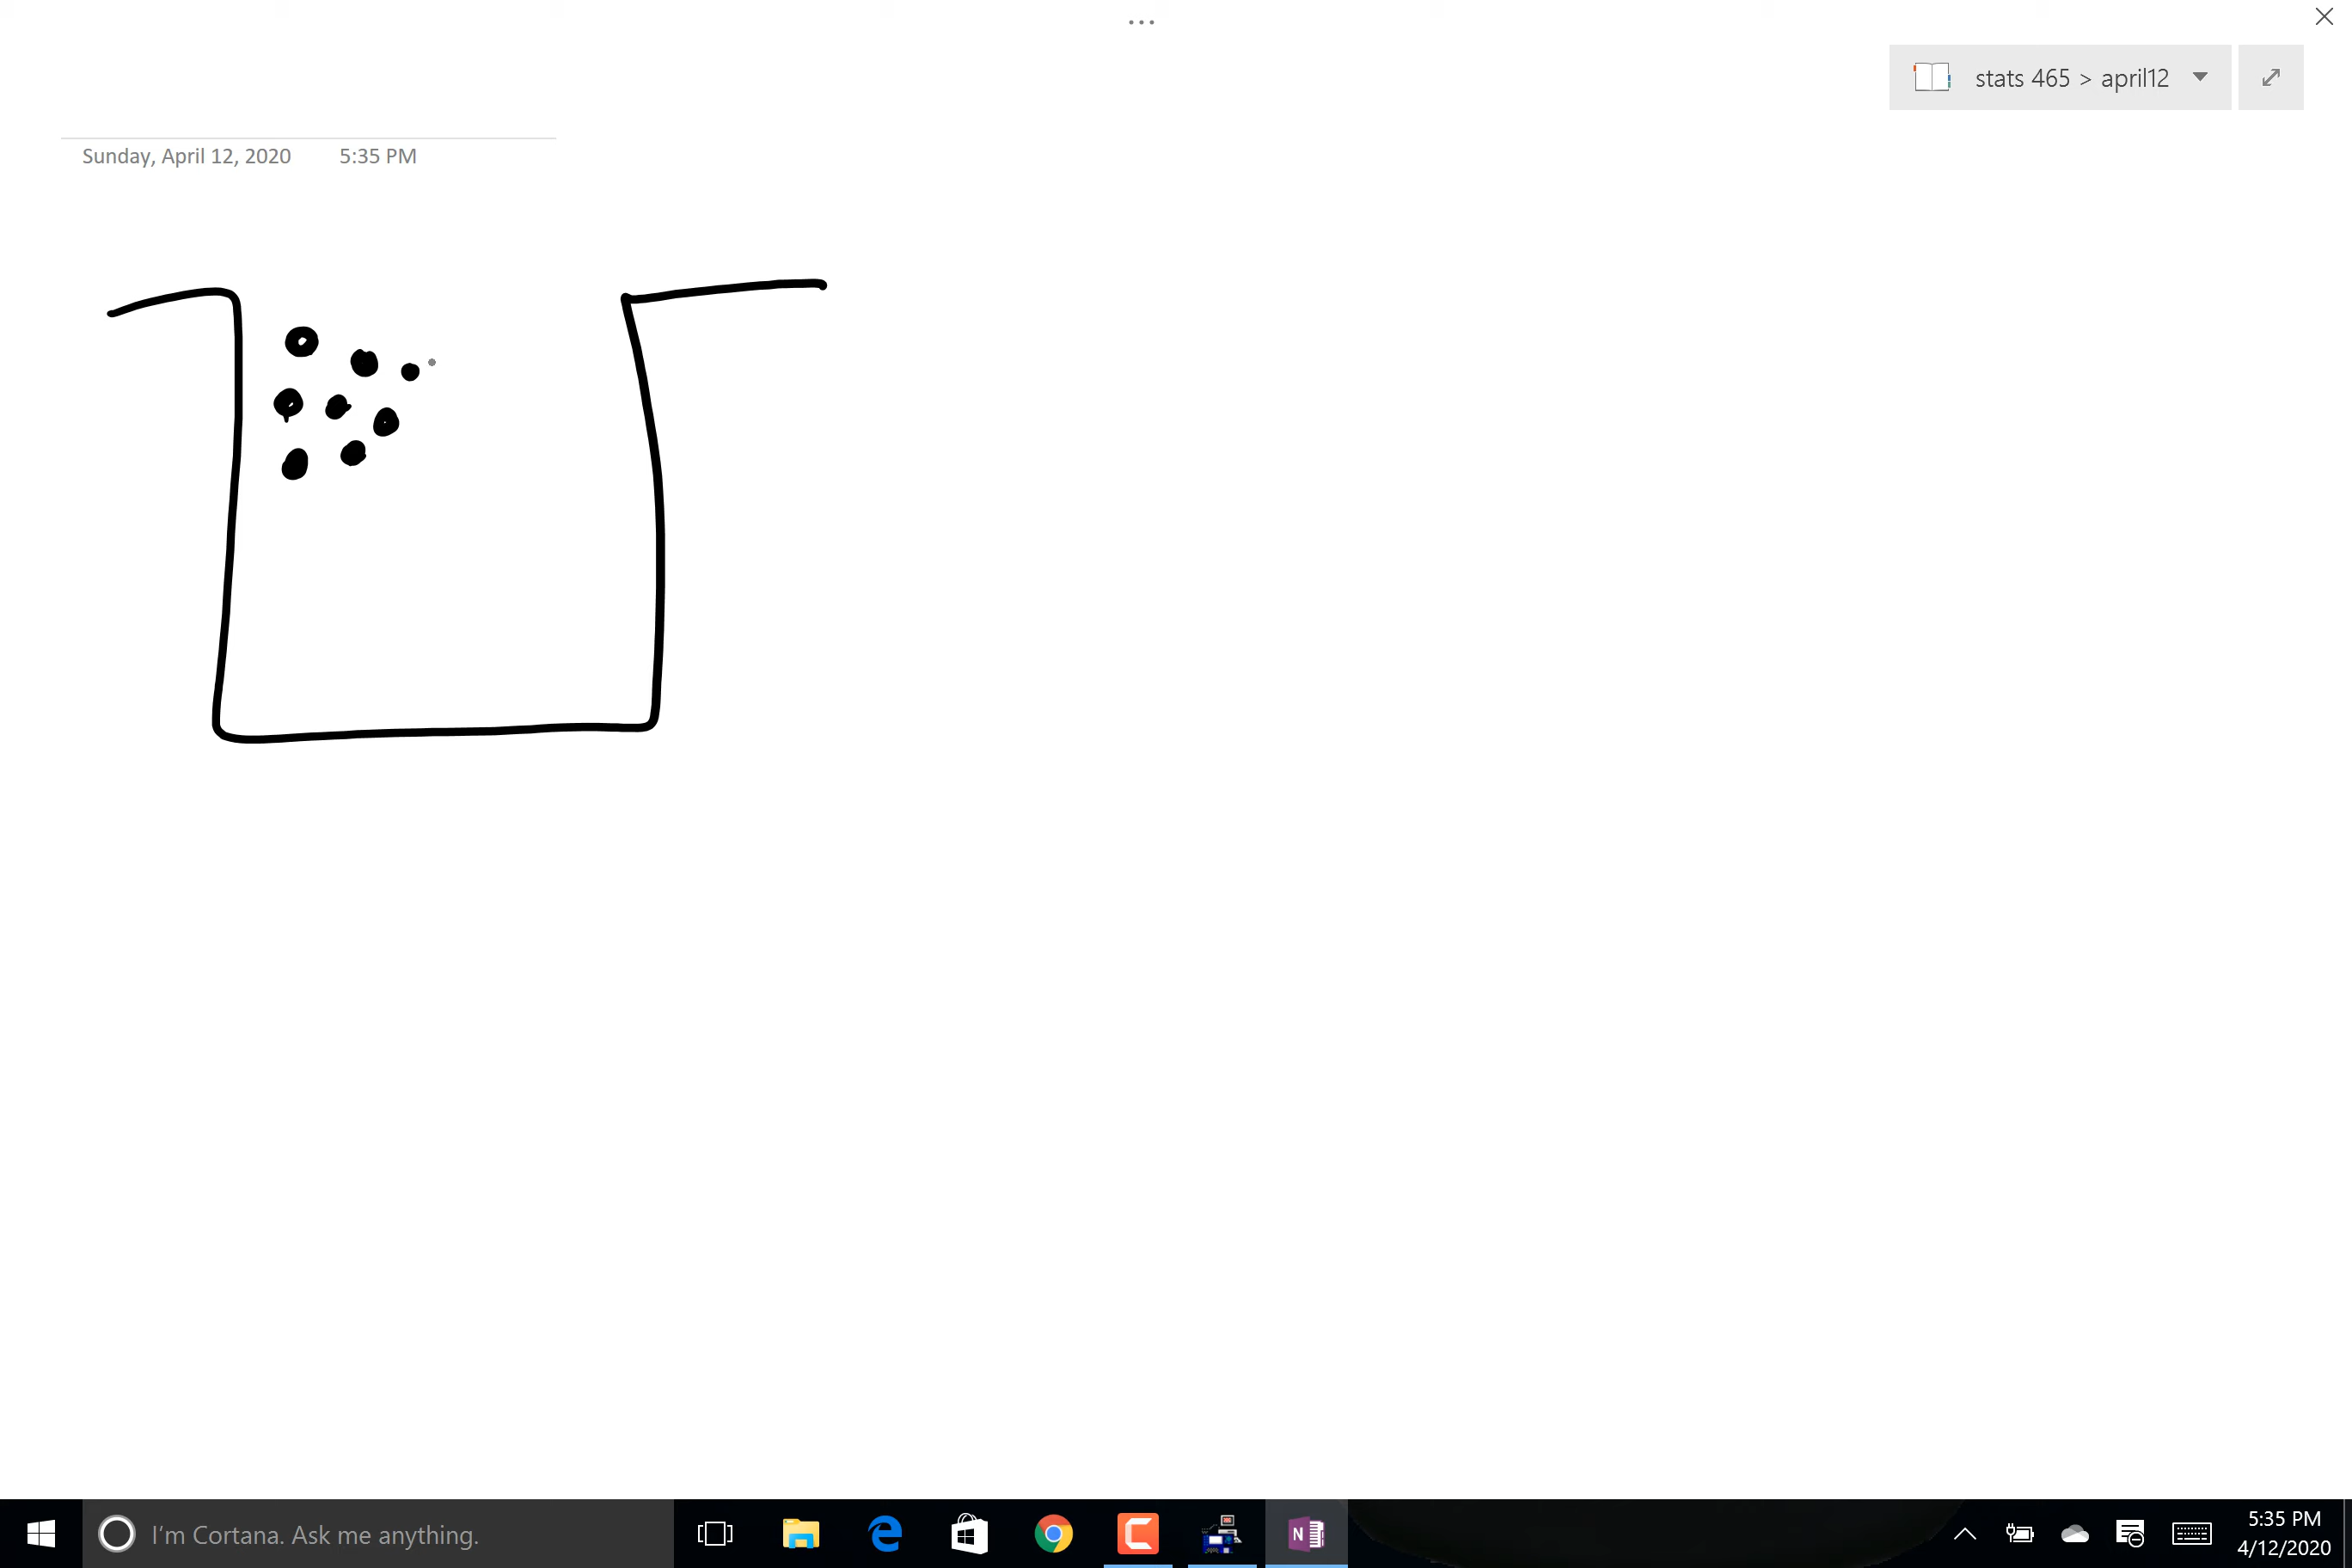 stats 465 > april12
Sunday, April 12, 2020 5:35 PM
I'm Cortana. Ask me anything.
N
5:35 PM
4/12/2020